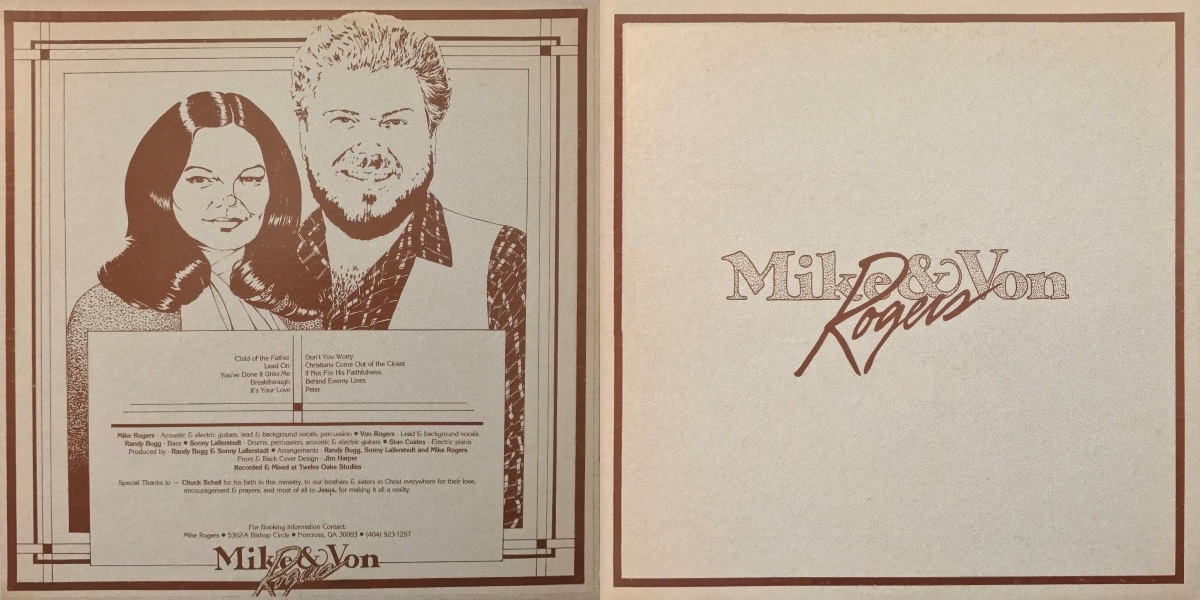 Child of the Father
Lead On
You've Done It Unto Me
Breakthrough
It's Your Love
Don't You Worry
Christians Come Out of the Closet
If Not For His Faithfulness
Behind Enemy Lines
Peter
Mike Rogers - Acoustic & electric guitars, lead & background vocals, percussion • Von Rogers - Lead & background vocals
Randy Bugg - Bass • Sonny Lallerstedt - Drums, percussion, acoustic & electric guitars • Stan Coates - Electric piano
Produced by - Randy Bugg & Sonny Lallerstadt • Arrangements - Randy Bugg, Sonny Lallerstedt and Mike Rogers
Front & Back Cover Design - Jim Harper
Recorded & Mixed at Twelve Oaks Studios
Special Thanks to — Chuck Schell for his faith in this ministry, to our brothers & sisters in Christ everywhere for their love,
encouragement & prayers, and most of all to Jesus, for making it all a reality.
For Booking Information Contact:
Mike Rogers • 5362-A Bishop Circle • Norcross, GA 30093 • (404) 923-1297
Mike & Von
Rogers
Mike & Von
Rogers